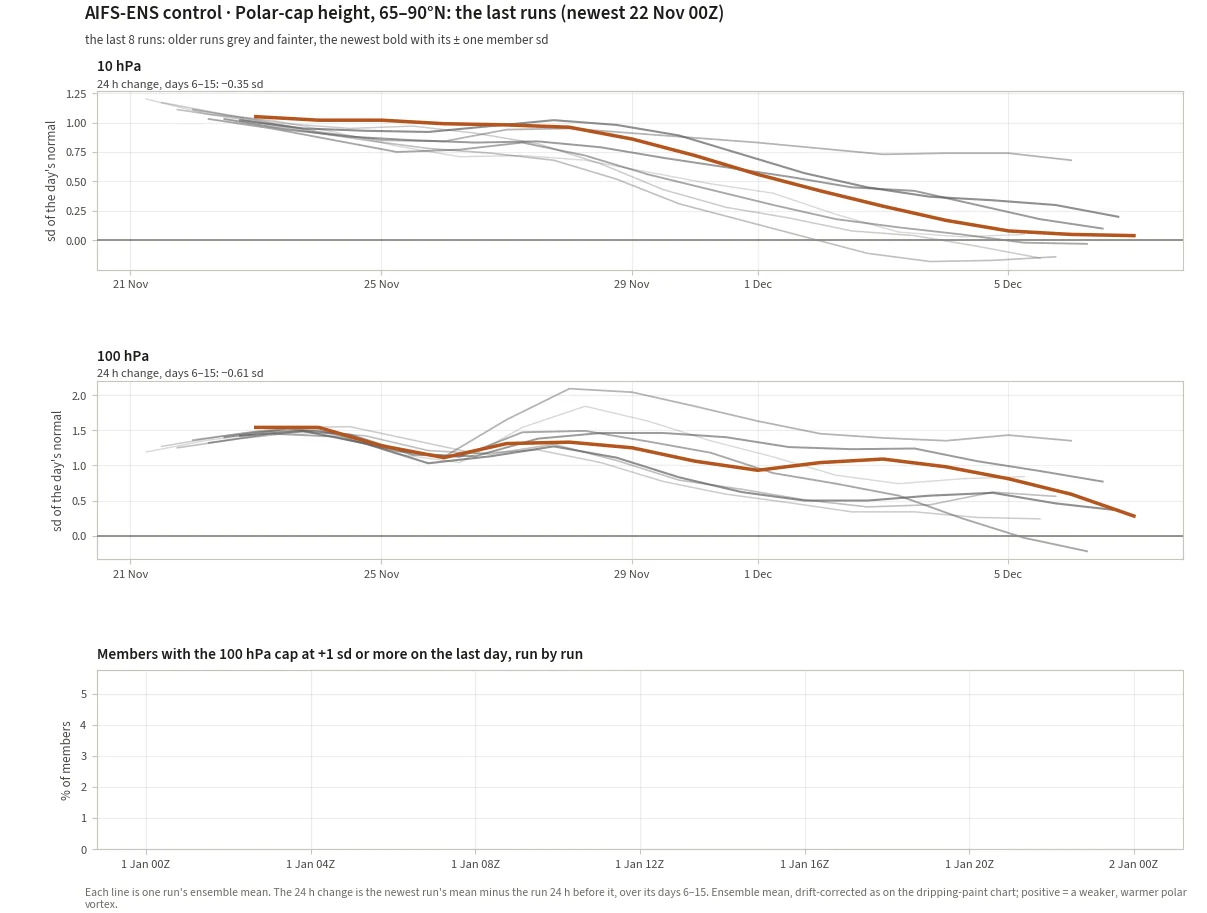 AIFS-ENS control · Polar-cap height, 65–90°N: the last runs (newest 22 Nov 00Z)
the last 8 runs: older runs grey and fainter, the newest bold with its ± one member sd
10 hPa
24 h change, days 6–15: −0.35 sd
1.25
1.00
0.75
0.50
0.25
0.00
sd of the day's normal
21 Nov 25 Nov 29 Nov 1 Dec 5 Dec
100 hPa
24 h change, days 6–15: −0.61 sd
2.0
1.5
1.0
0.5
0.0
sd of the day's normal
21 Nov 25 Nov 29 Nov 1 Dec 5 Dec
Members with the 100 hPa cap at +1 sd or more on the last day, run by run
5
4
3
2
1
0
% of members
1 Jan 00Z 1 Jan 04Z 1 Jan 08Z 1 Jan 12Z 1 Jan 16Z 1 Jan 20Z 2 Jan 00Z
Each line is one run's ensemble mean. The 24 h change is the newest run's mean minus the run 24 h before it, over its days 6–15. Ensemble mean, drift-corrected as on the dripping-paint chart; positive = a weaker, warmer polar
vortex.